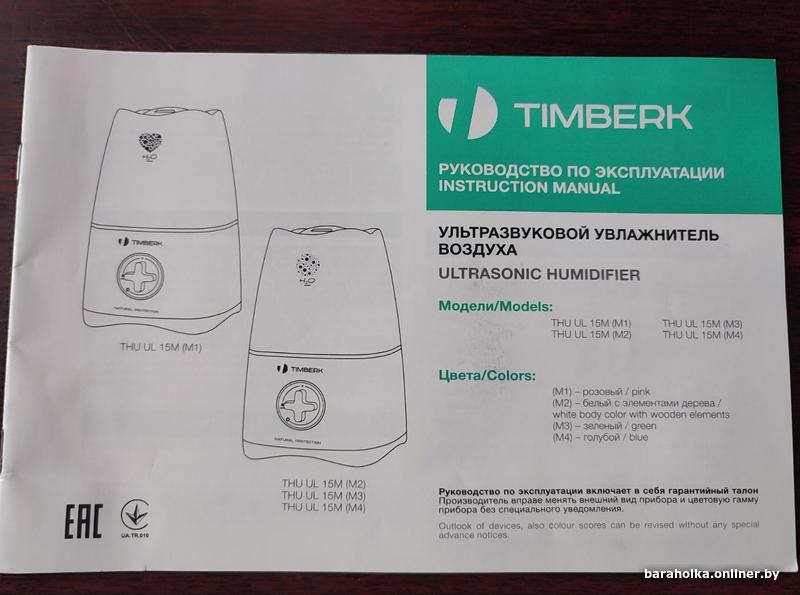 H₂O
TIMBERK
NATURAL PROTECTION
THU UL 15M (M1)
H₂O
TIMBERK
NATURAL PROTECTION
THU UL 15M (M2)
THU UL 15M (M3)
THU UL 15M (M4)
EAC
UA.TR.010
TIMBERK
РУКОВОДСТВО ПО ЭКСПЛУАТАЦИИ
INSTRUCTION MANUAL
УЛЬТРАЗВУКОВОЙ УВЛАЖНИТЕЛЬ
ВОЗДУХА
ULTRASONIC HUMIDIFIER
Модели/Models:
THU UL 15M (M1) THU UL 15M (M3)
THU UL 15M (M2) THU UL 15M (M4)
Цвета/Colors:
(M1) – розовый / pink
(M2) – белый с элементами дерева /
white body color with wooden elements
(M3) – зеленый / green
(M4) – голубой / blue
Руководство по эксплуатации включает в себя гарантийный талон
Производитель вправе менять внешний вид прибора и цветовую гамму
прибора без специального уведомления.
Outlook of devices, also colour scores can be revised without any special
advance notices.
baraholka.onliner.by